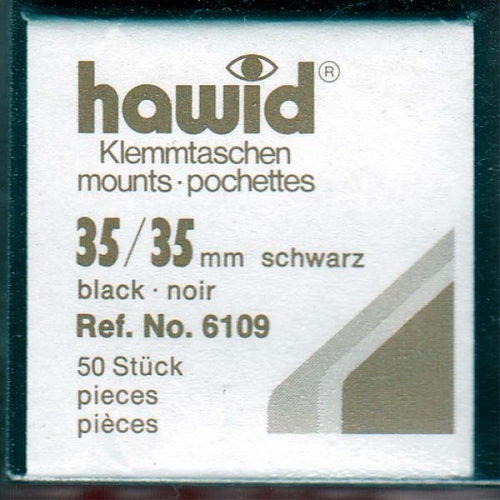 hawid®
Klemmtaschen
mounts · pochettes
35/35 mm schwarz
black · noir
Ref. No. 6109
50 Stück
pieces
pièces